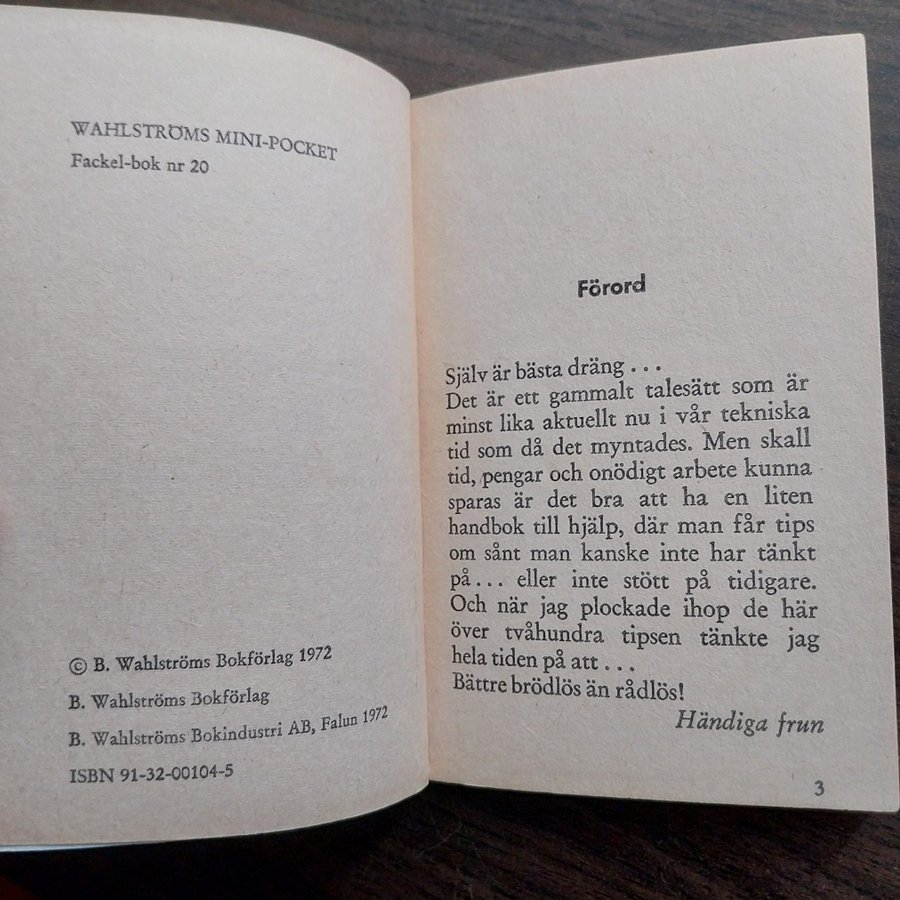 WAHLSTRÖMS MINI-POCKET
Fackel-bok nr 20
© B. Wahlströms Bokförlag 1972
B. Wahlströms Bokförlag
B. Wahlströms Bokindustri AB, Falun 1972
ISBN 91-32-00104-5
Förord
Själv är bästa dräng . . .
Det är ett gammalt talesätt som är
minst lika aktuellt nu i vår tekniska
tid som då det myntades. Men skall
tid, pengar och onödigt arbete kunna
sparas är det bra att ha en liten
handbok till hjälp, där man får tips
om sånt man kanske inte har tänkt
på . . . eller inte stött på tidigare.
Och när jag plockade ihop de här
över tvåhundra tipsen tänkte jag
hela tiden på att . . .
Bättre brödlös än rådlös!
Händiga frun
3